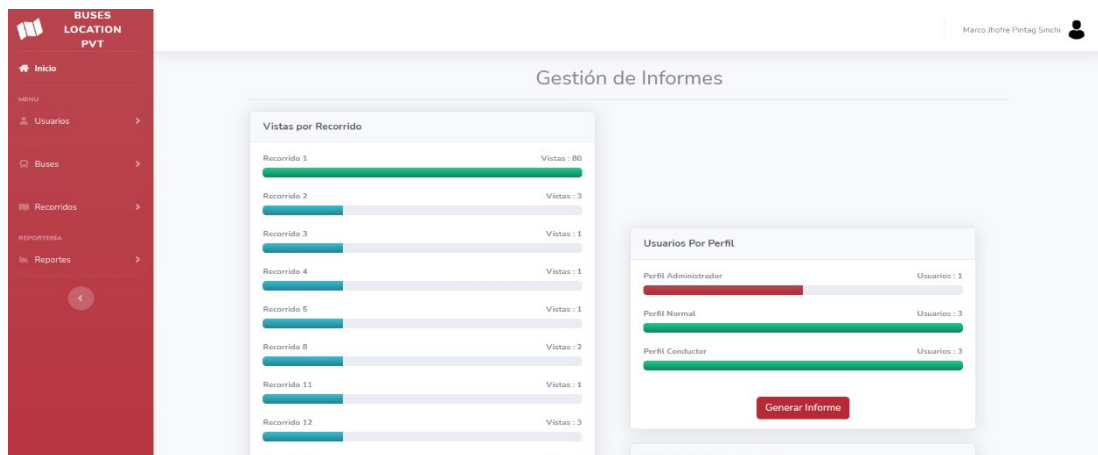 BUSES
LOCATION
PVT
Marco Jhofre Pintag Sinchi
Inicio
MENU
Usuarios
Buses
Recorridos
REPORTERÍA
Reportes
Gestión de Informes
Vistas por Recorrido
Recorrido 1 Vistas : 80
Recorrido 2 Vistas : 3
Recorrido 3 Vistas : 1
Recorrido 4 Vistas : 1
Recorrido 5 Vistas : 1
Recorrido 8 Vistas : 2
Recorrido 11 Vistas : 1
Recorrido 12 Vistas : 3
Usuarios Por Perfil
Perfil Administrador Usuarios : 1
Perfil Normal Usuarios : 3
Perfil Conductor Usuarios : 3
Generar Informe